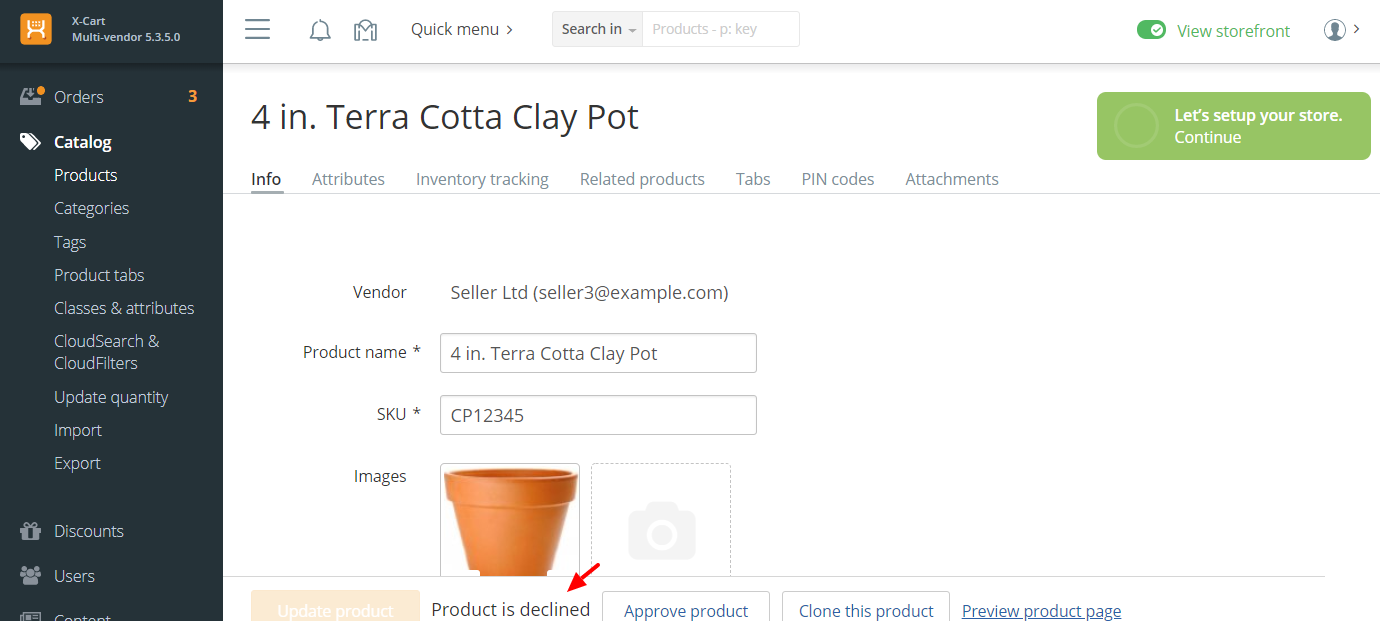 X-Cart
Multi-vendor 5.3.5.0
Quick menu
Search in
Products - p: key
View storefront
Orders 3
Catalog
Products
Categories
Tags
Product tabs
Classes & attributes
CloudSearch &
CloudFilters
Update quantity
Import
Export
Discounts
Users
Content
4 in. Terra Cotta Clay Pot
Let's setup your store.
Continue
Info Attributes Inventory tracking Related products Tabs PIN codes Attachments
Vendor Seller Ltd (seller3@example.com)
Product name * 4 in. Terra Cotta Clay Pot
SKU * CP12345
Images
Update product Product is declined Approve product Clone this product Preview product page